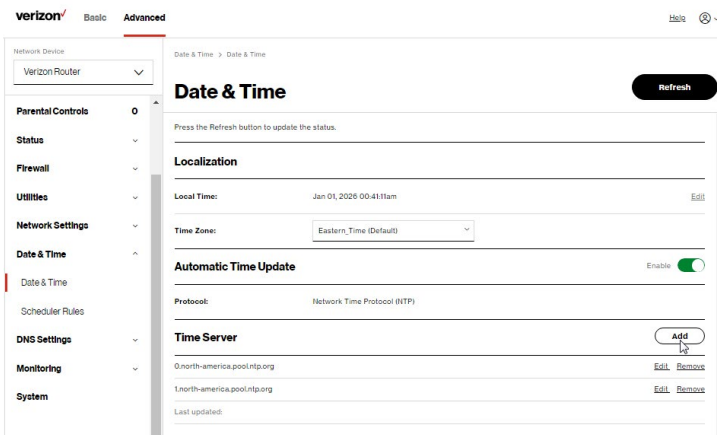 verizon
Basic
Advanced
Help
Network Device
Verizon Router
Parental Controls 0
Status
Firewall
Utilities
Network Settings
Date & Time
Date & Time
Scheduler Rules
DNS Settings
Monitoring
System
Date & Time > Date & Time
Date & Time
Refresh
Press the Refresh button to update the status.
Localization
Local Time: Jan 01, 2026 00:41:11am Edit
Time Zone: Eastern_Time (Default)
Automatic Time Update Enable
Protocol: Network Time Protocol (NTP)
Time Server Add
0.north-america.pool.ntp.org Edit Remove
1.north-america.pool.ntp.org Edit Remove
Last updated: